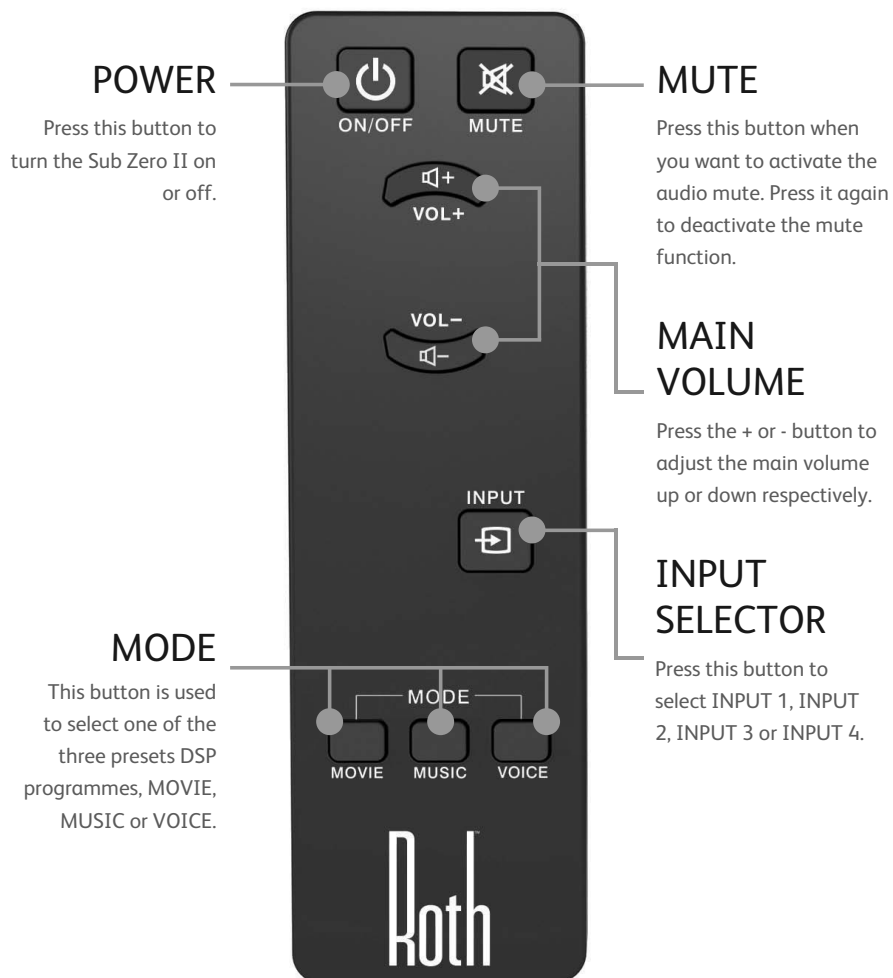 POWER
Press this button to
turn the Sub Zero II on
or off.
ON/OFF
MUTE
VOL+
VOL−
INPUT
MODE
MOVIE
MUSIC
VOICE
Roth
™
MUTE
Press this button when
you want to activate the
audio mute. Press it again
to deactivate the mute
function.
MAIN
VOLUME
Press the + or - button to
adjust the main volume
up or down respectively.
INPUT
SELECTOR
Press this button to
select INPUT 1, INPUT
2, INPUT 3 or INPUT 4.
MODE
This button is used
to select one of the
three presets DSP
programmes, MOVIE,
MUSIC or VOICE.